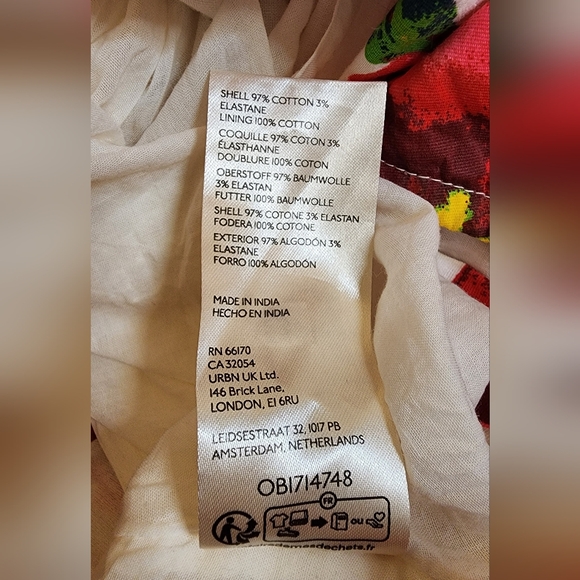 SHELL 97% COTTON 3%
ELASTANE
LINING 100% COTTON
COQUILLE 97% COTON 3%
ÉLASTHANNE
DOUBLURE 100% COTON
OBERSTOFF 97% BAUMWOLLE
3% ELASTAN
FUTTER 100% BAUMWOLLE
SHELL 97% COTONE 3% ELASTAN
FODERA 100% COTONE
EXTERIOR 97% ALGODÓN 3%
ELASTANE
FORRO 100% ALGODÓN
MADE IN INDIA
HECHO EN INDIA
RN 66170
CA 32054
URBN UK Ltd.
146 Brick Lane,
LONDON, E1 6RU
LEIDSESTRAAT 32, 1017 PB
AMSTERDAM, NETHERLANDS
OB1714748
FR
OU